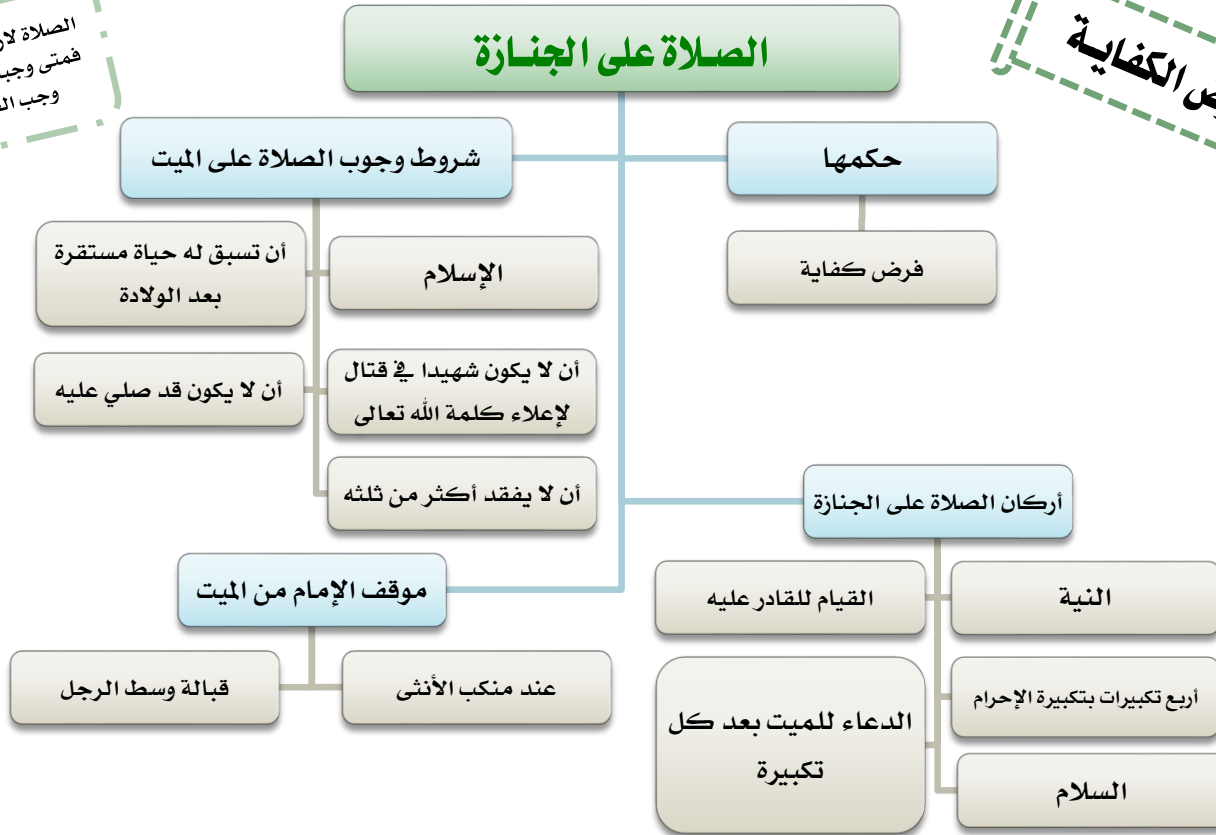 الصلاة على الجنازة
الكفاية
الصلاة
فمتى
وجب
حكمها
فرض كفاية
شروط وجوب الصلاة على الميت
الإسلام
أن تسبق له حياة مستقرة
بعد الولادة
أن لا يكون شهيدا في قتال
لإعلاء كلمة الله تعالى
أن لا يكون قد صلي عليه
أن لا يفقد أكثر من ثلثه
أركان الصلاة على الجنازة
النية
القيام للقادر عليه
أربع تكبيرات بتكبيرة الإحرام
الدعاء للميت بعد كل
تكبيرة
السلام
موقف الإمام من الميت
عند منكب الأنثى
قبالة وسط الرجل